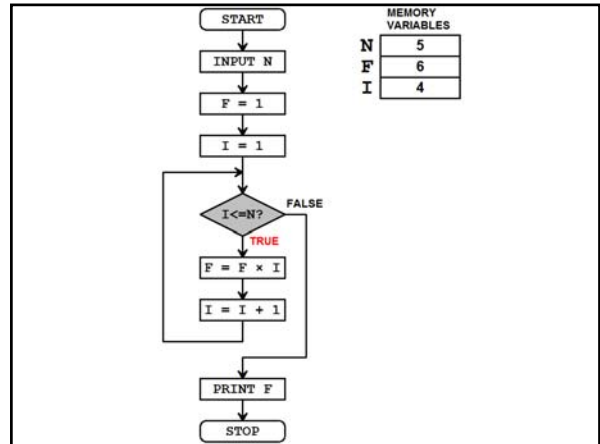 START
INPUT N
F = 1
I = 1
I<=N?
FALSE
TRUE
F = F × I
I = I + 1
PRINT F
STOP
MEMORY
VARIABLES
N 5
F 6
I 4